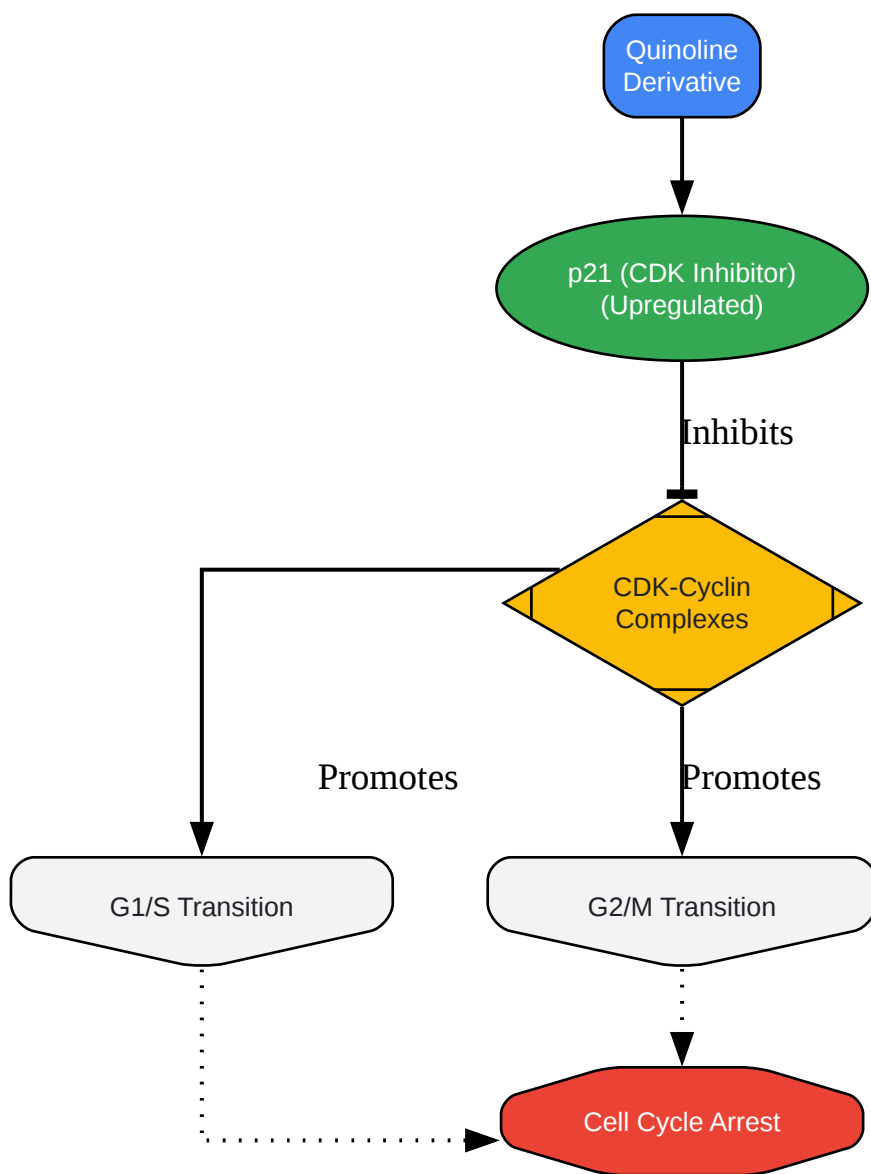 Quinoline
Derivative
p21 (CDK Inhibitor)
(Upregulated)
Inhibits
CDK-Cyclin
Complexes
Promotes
Promotes
G1/S Transition
G2/M Transition
Cell Cycle Arrest